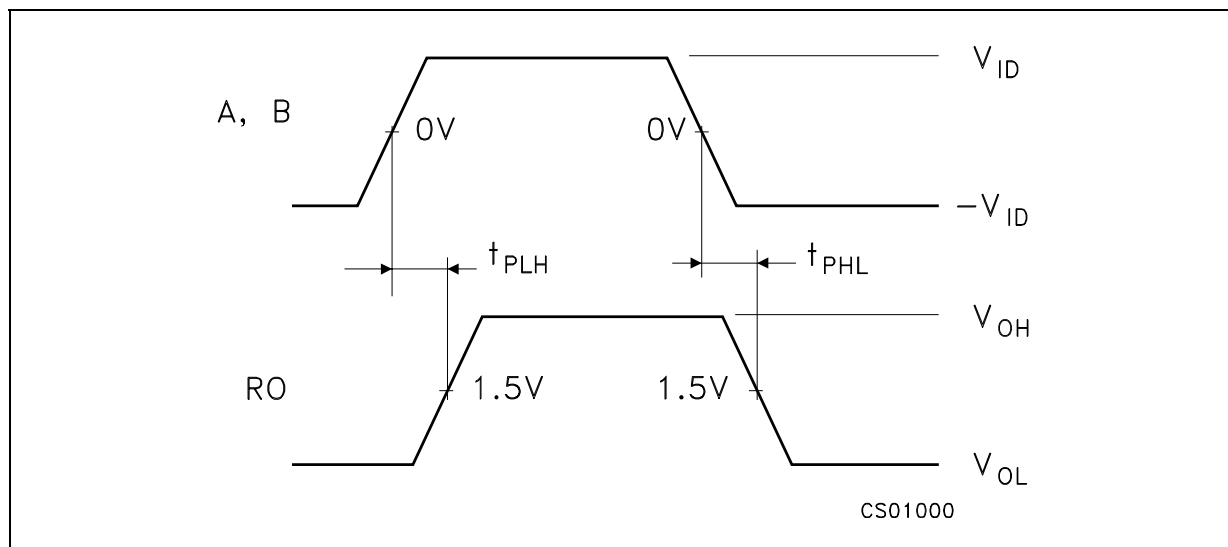 V_ID
A, B
0V 0V
-V_ID
t_PLH t_PHL
V_OH
RO
1.5V 1.5V
V_OL
CS01000